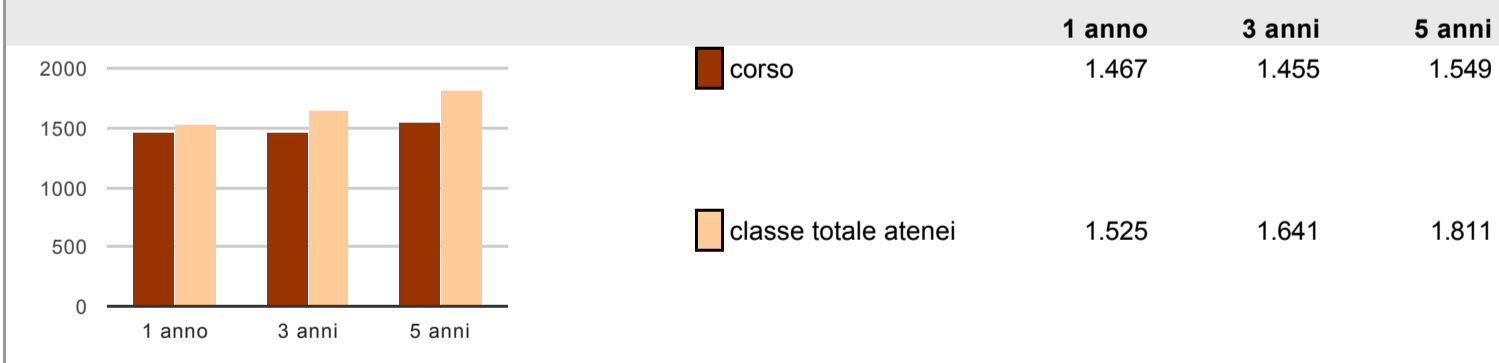 1 anno 3 anni 5 anni
2000
1500
1000
500
0
1 anno 3 anni 5 anni
corso 1.467 1.455 1.549
classe totale atenei 1.525 1.641 1.811